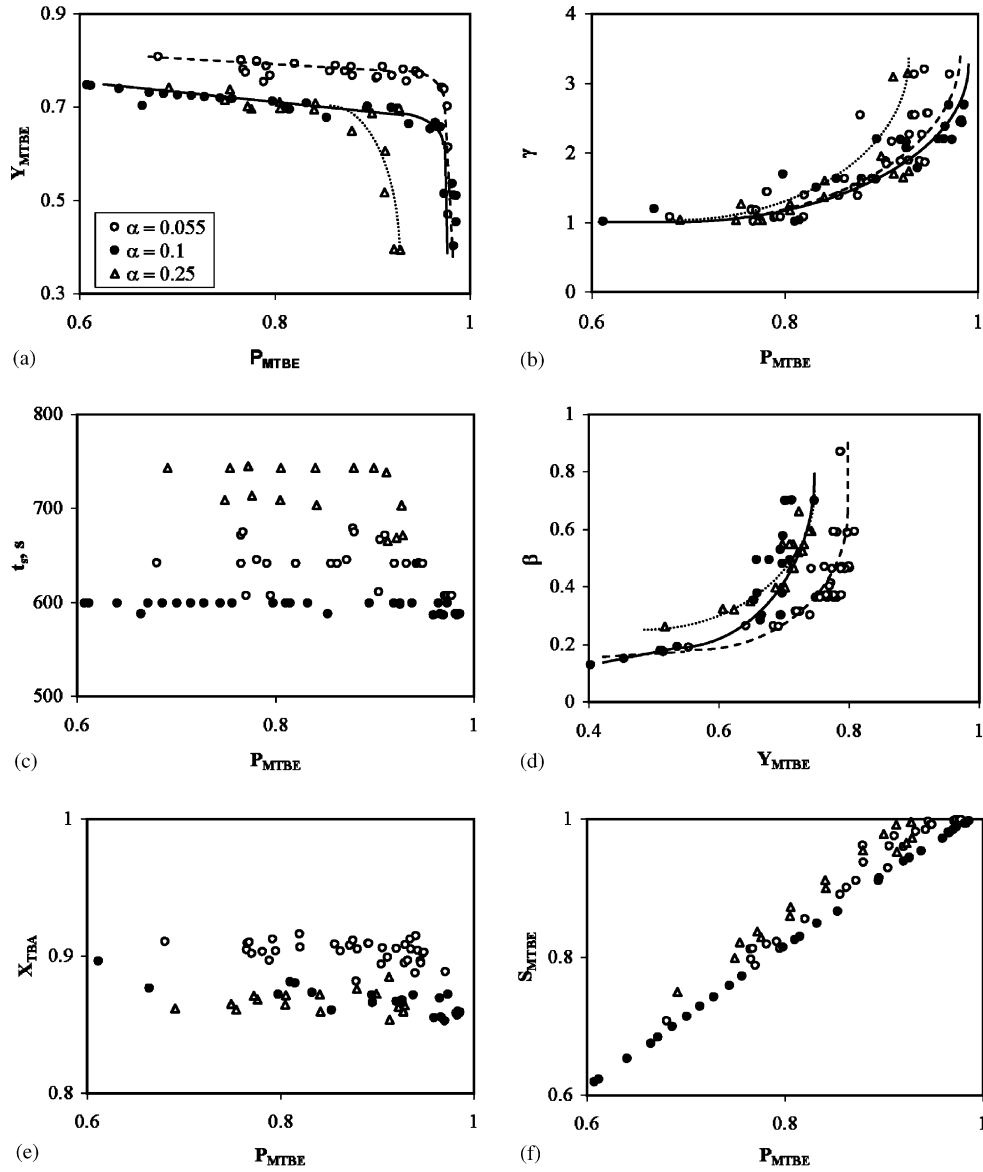 0.9
0.7
0.5
0.3
Y_MTBE
α = 0.055
α = 0.1
α = 0.25
0.6 0.8 1
(a) P_MTBE
4
3
2
1
0
γ
0.6 0.8 1
(b) P_MTBE
800
700
600
500
t_s, s
0.6 0.8 1
(c) P_MTBE
1
0.8
0.6
0.4
0.2
0
β
0.4 0.6 0.8 1
(d) Y_MTBE
1
0.9
0.8
X_TBA
0.6 0.8 1
(e) P_MTBE
1
0.8
0.6
S_MTBE
0.6 0.8 1
(f) P_MTBE